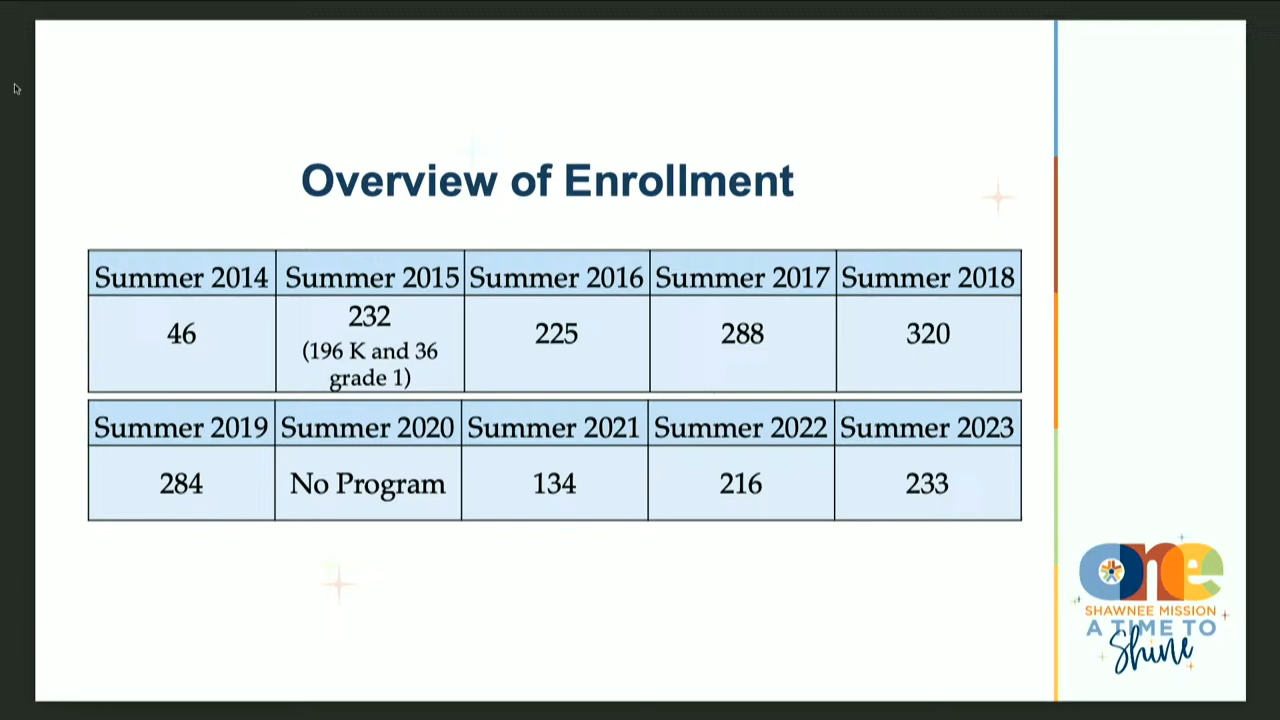 Overview of Enrollment
Summer 2014 Summer 2015 Summer 2016 Summer 2017 Summer 2018
46 232 225 288 320
(196 K and 36
grade 1)
Summer 2019 Summer 2020 Summer 2021 Summer 2022 Summer 2023
284 No Program 134 216 233
one
SHAWNEE MISSION
A TIME TO
Shine